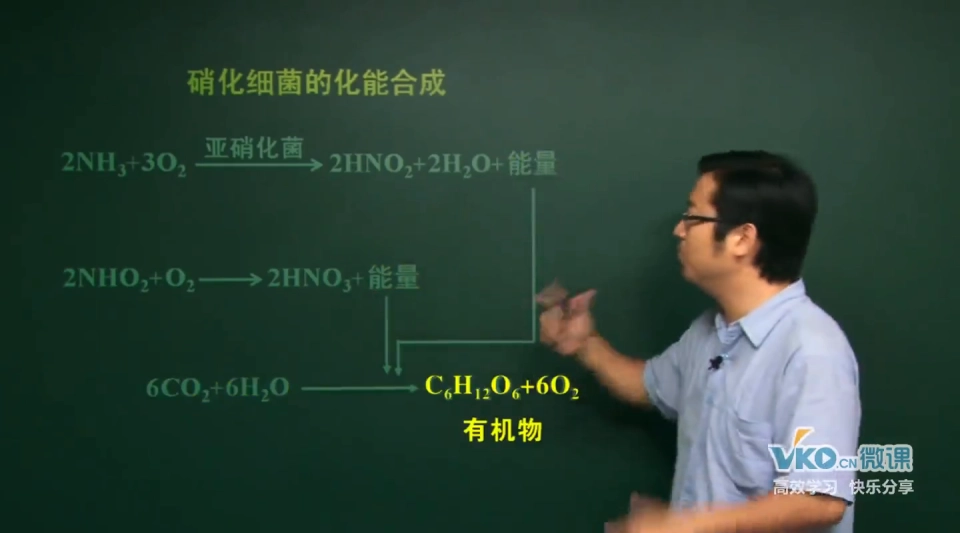 硝化细菌的化能合成
亚硝化菌
2NH₃+3O₂ → 2HNO₂+2H₂O+能量
2NHO₂+O₂ → 2HNO₃+能量
6CO₂+6H₂O → C₆H₁₂O₆+6O₂
有机物
VKO.CN微课
高效学习 快乐分享